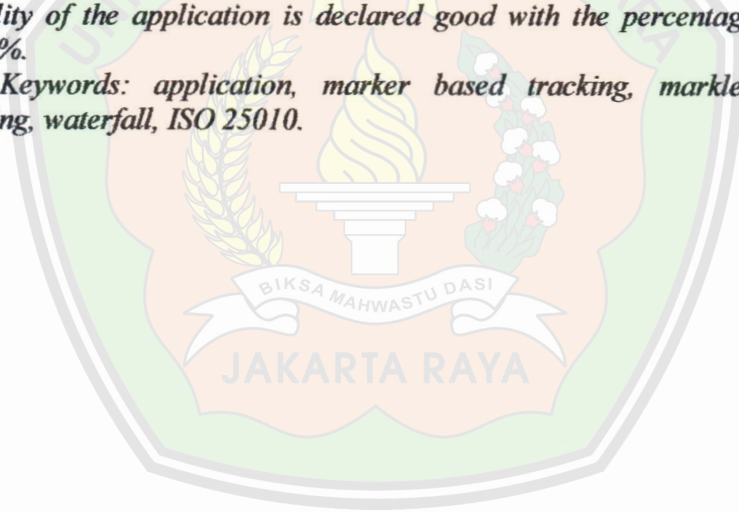 lity of the application is declared good with the percentag
%.
Keywords: application, marker based tracking, markle
ng, waterfall, ISO 25010.
BIKSA MAHWASTU DASI
JAKARTA RAYA